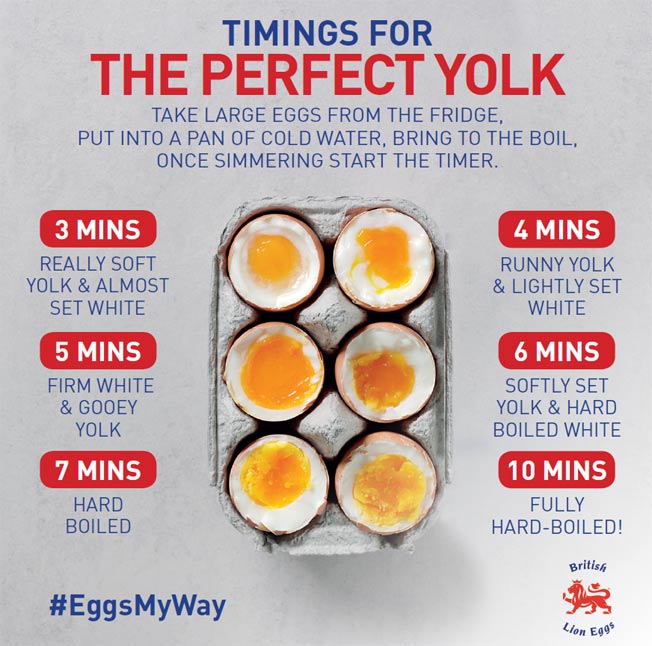 TIMINGS FOR
THE PERFECT YOLK
TAKE LARGE EGGS FROM THE FRIDGE,
PUT INTO A PAN OF COLD WATER, BRING TO THE BOIL,
ONCE SIMMERING START THE TIMER.
3 MINS
REALLY SOFT
YOLK & ALMOST
SET WHITE
4 MINS
RUNNY YOLK
& LIGHTLY SET
WHITE
5 MINS
FIRM WHITE
& GOOEY
YOLK
6 MINS
SOFTLY SET
YOLK & HARD
BOILED WHITE
7 MINS
HARD
BOILED
10 MINS
FULLY
HARD-BOILED!
#EggsMyWay
British
Lion Eggs